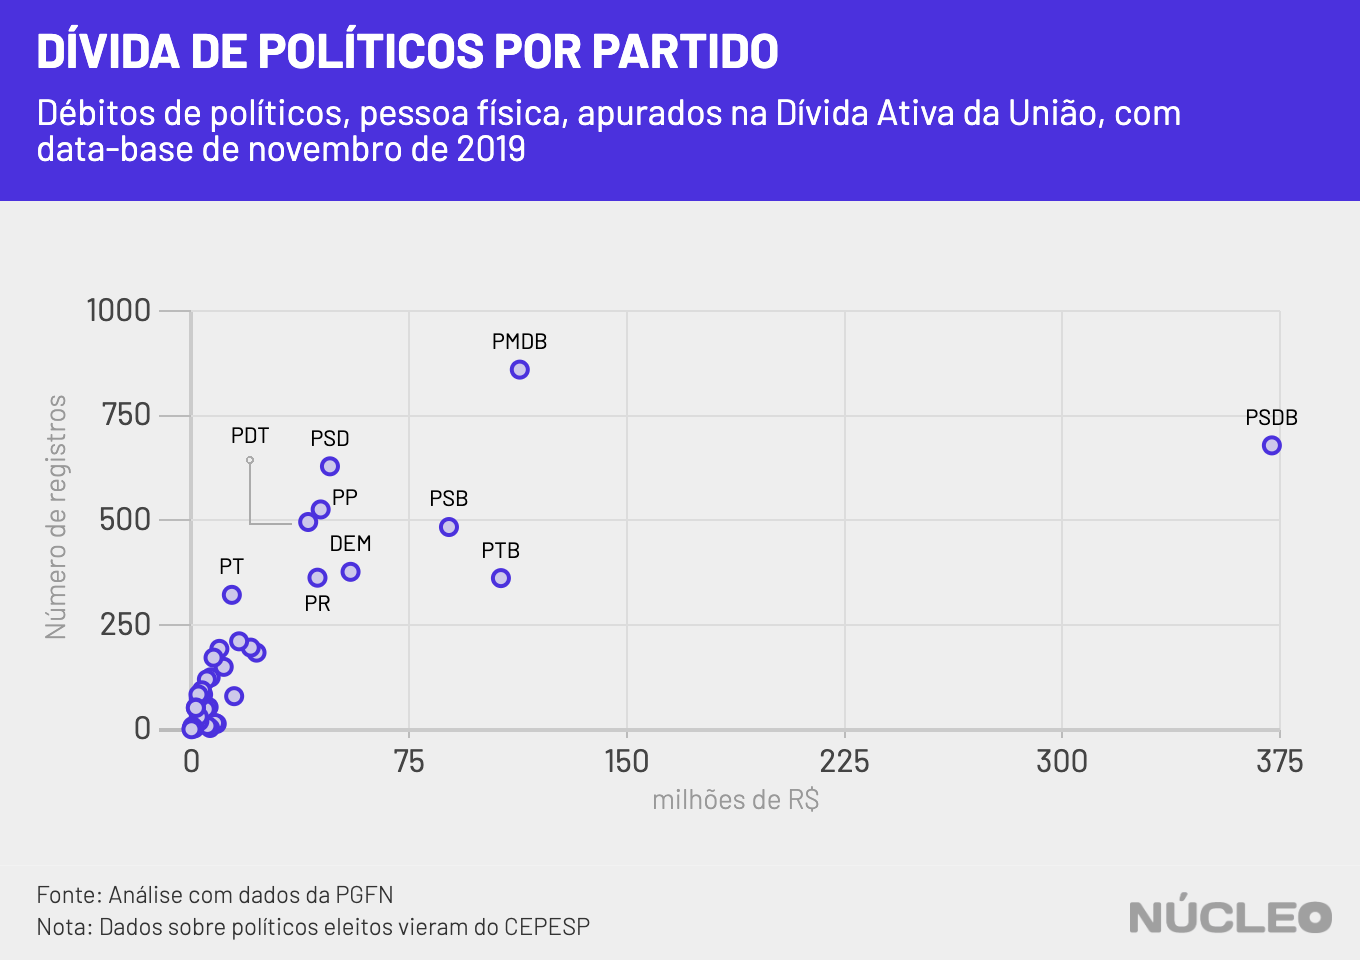 DÍVIDA DE POLÍTICOS POR PARTIDO
Débitos de políticos, pessoa física, apurados na Dívida Ativa da União, com
data-base de novembro de 2019
Número de registros
1000
750
500
250
0
PMDB
PSDB
PDT
PSD
PP
PSB
DEM
PTB
PT
PR
0
75
150
225
300
375
milhões de R$
Fonte: Análise com dados da PGFN
Nota: Dados sobre políticos eleitos vieram do CEPESP
NÚCLEO